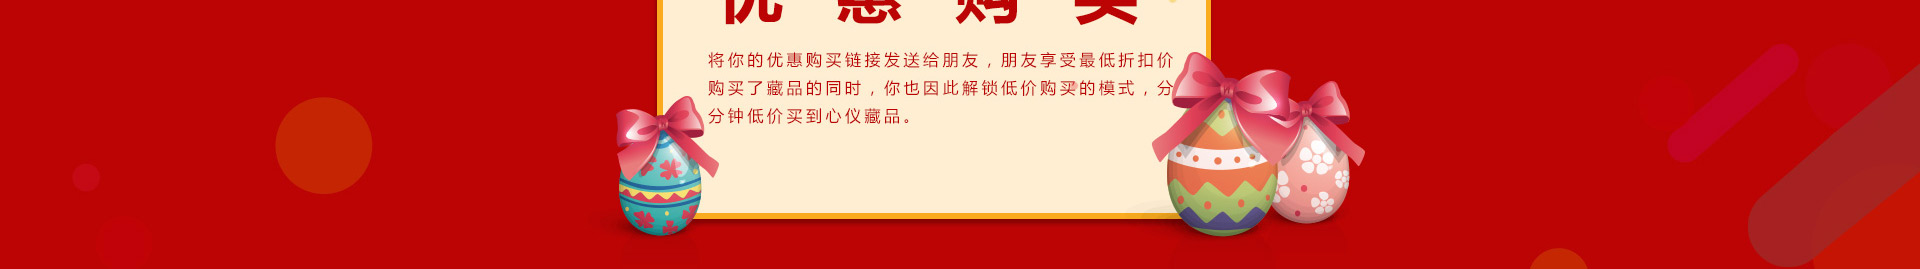 优惠购买
将你的优惠购买链接发送给朋友，朋友享受最低折扣价
购买了藏品的同时，你也因此解锁低价购买的模式，分
分钟低价买到心仪藏品。